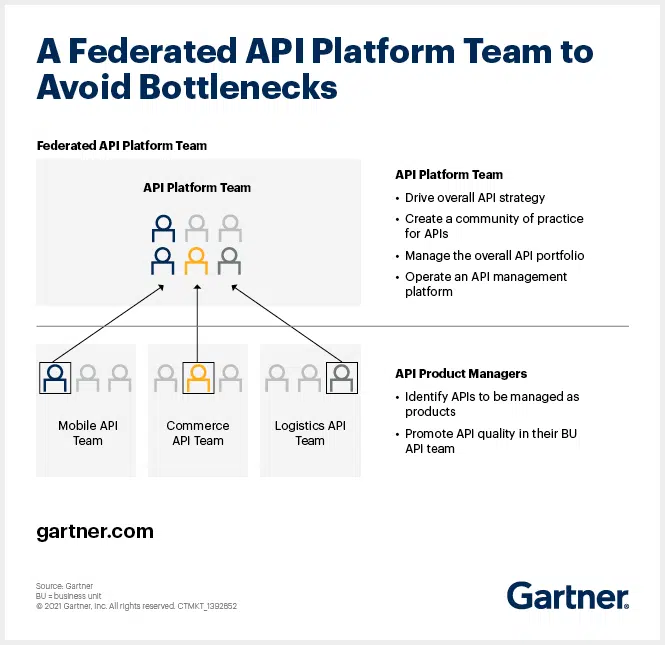 A Federated API Platform Team to
Avoid Bottlenecks
Federated API Platform Team
API Platform Team
API Platform Team
• Drive overall API strategy
• Create a community of practice
for APIs
• Manage the overall API portfolio
• Operate an API management
platform
Mobile API
Team
Commerce
API Team
Logistics API
Team
API Product Managers
• Identify APIs to be managed as
products
• Promote API quality in their BU
API team
gartner.com
Source: Gartner
BU = business unit
© 2021 Gartner, Inc. All rights reserved. CTMKT_1392852
Gartner®